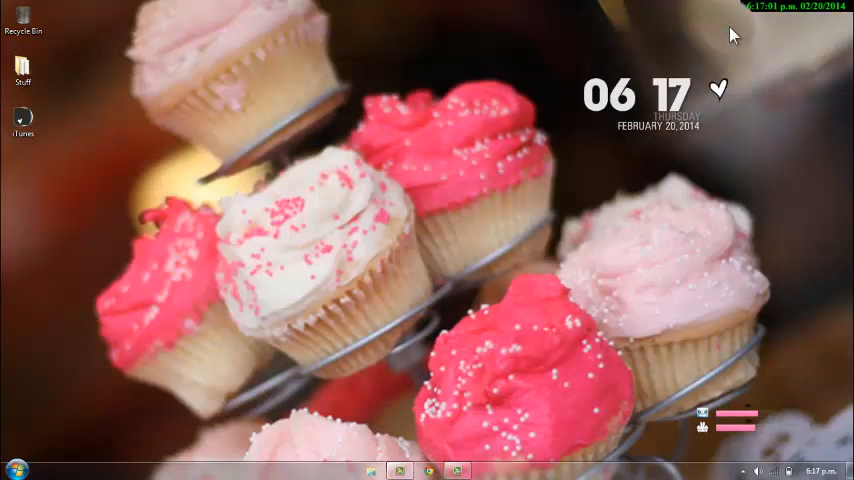 6:17:01 p.m. 02/20/2014
Recycle Bin
Stuff
iTunes
06 17
THURSDAY
FEBRUARY 20,2014
6:17 p.m.